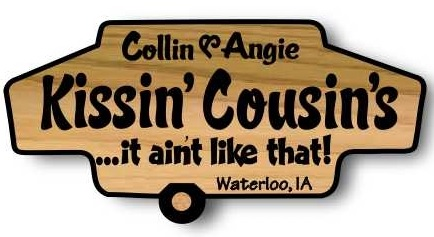 Collin & Angie
Kissin' Cousin's
....it ain't like that!
Waterloo, IA